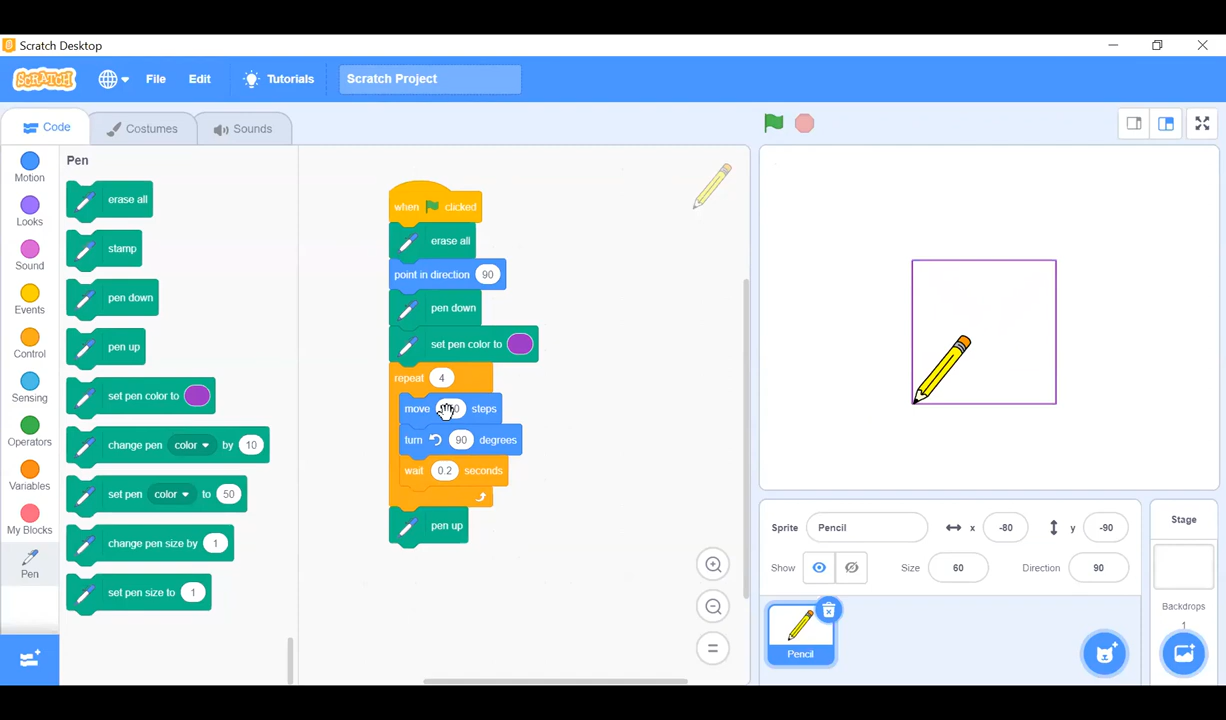 Scratch Desktop
SCRATCH File Edit Tutorials Scratch Project
Code Costumes Sounds
Motion
Looks
Sound
Events
Control
Sensing
Operators
Variables
My Blocks
Pen
Pen
erase all
stamp
pen down
pen up
set pen color to
change pen color by 10
set pen color to 50
change pen size by 1
set pen size to 1
when clicked
erase all
point in direction 90
pen down
set pen color to
repeat 4
move steps
turn 90 degrees
wait 0.2 seconds
pen up
Sprite Pencil x -80 y -90
Show Size 60 Direction 90
Pencil
Stage
Backdrops
1